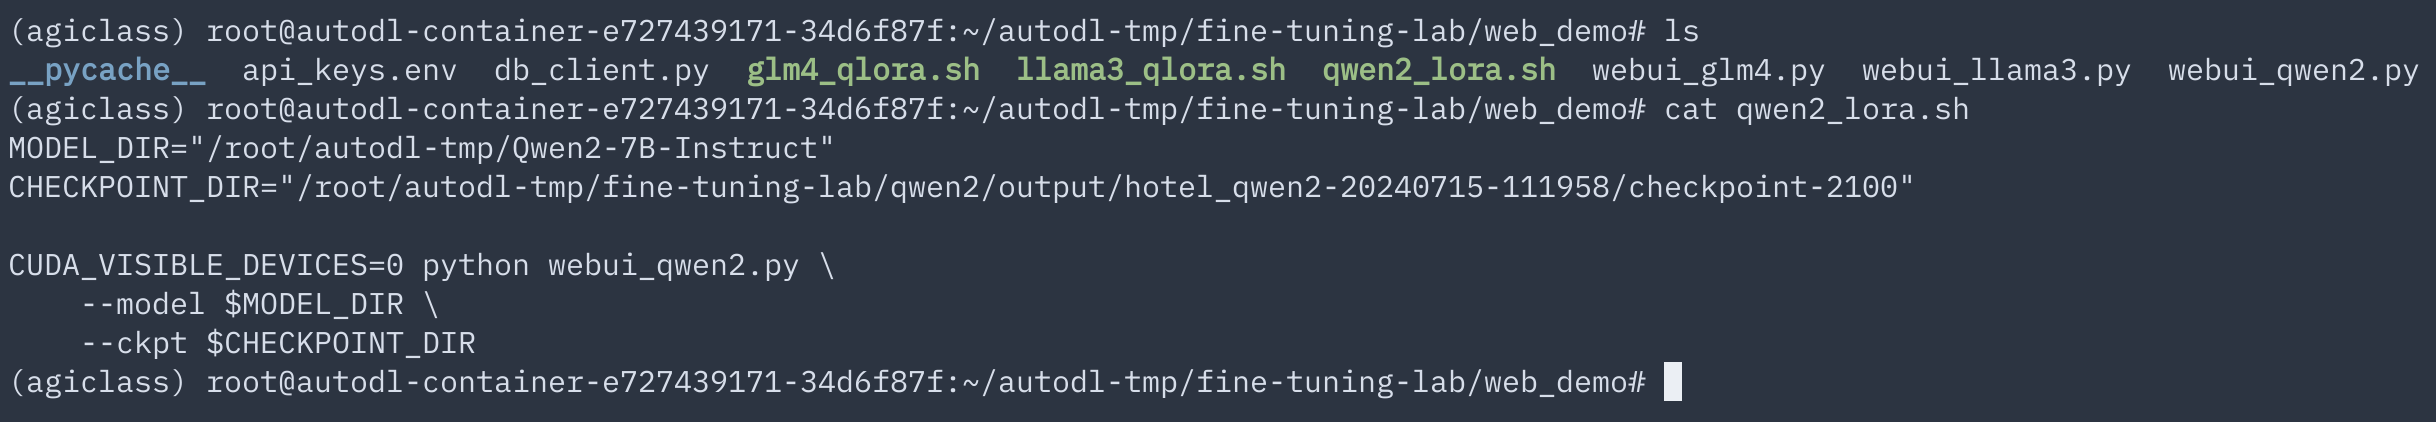 (agiclass) root@autodl-container-e727439171-34d6f87f:~/autodl-tmp/fine-tuning-lab/web_demo# ls
__pycache__  api_keys.env  db_client.py  glm4_qlora.sh  llama3_qlora.sh  qwen2_lora.sh  webui_glm4.py  webui_llama3.py  webui_qwen2.py
(agiclass) root@autodl-container-e727439171-34d6f87f:~/autodl-tmp/fine-tuning-lab/web_demo# cat qwen2_lora.sh
MODEL_DIR="/root/autodl-tmp/Qwen2-7B-Instruct"
CHECKPOINT_DIR="/root/autodl-tmp/fine-tuning-lab/qwen2/output/hotel_qwen2-20240715-111958/checkpoint-2100"

CUDA_VISIBLE_DEVICES=0 python webui_qwen2.py \
    --model $MODEL_DIR \
    --ckpt $CHECKPOINT_DIR
(agiclass) root@autodl-container-e727439171-34d6f87f:~/autodl-tmp/fine-tuning-lab/web_demo#